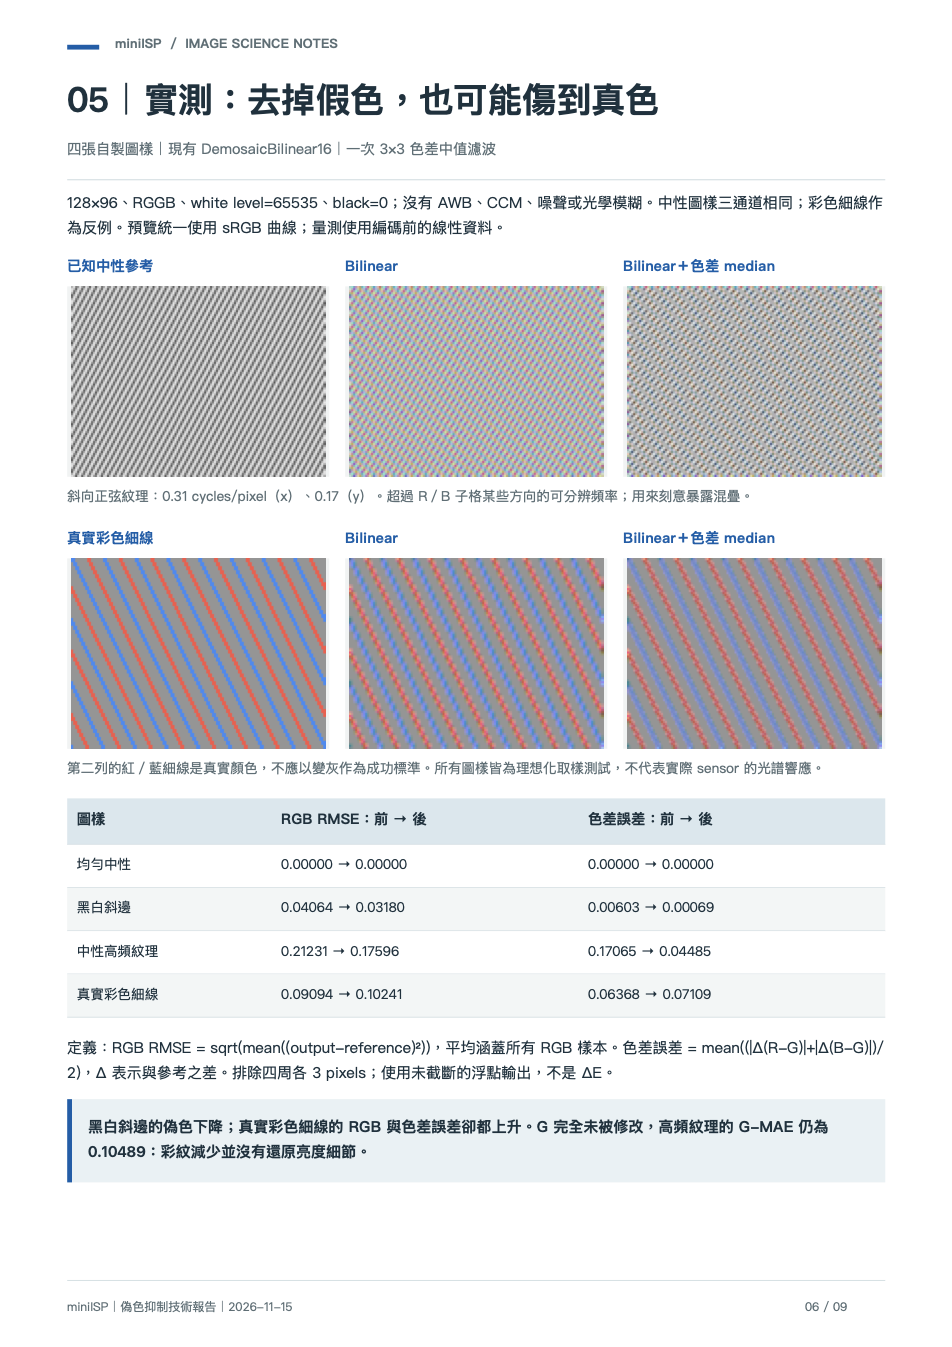 miniISP / IMAGE SCIENCE NOTES
05｜實測：去掉假色，也可能傷到真色
四張自製圖樣｜現有 DemosaicBilinear16｜一次 3×3 色差中值濾波
128×96、RGGB、white level=65535、black=0；沒有 AWB、CCM、噪聲或光學模糊。中性圖樣三通道相同；彩色細線作
為反例。預覽統一使用 sRGB 曲線；量測使用編碼前的線性資料。
已知中性參考 Bilinear Bilinear＋色差 median
斜向正弦紋理：0.31 cycles/pixel（x）、0.17（y）。超過 R / B 子格某些方向的可分辨頻率；用來刻意暴露混疊。
真實彩色細線 Bilinear Bilinear＋色差 median
第二列的紅 / 藍細線是真實顏色，不應以變灰作為成功標準。所有圖樣皆為理想化取樣測試，不代表實際 sensor 的光譜響應。
圖樣 RGB RMSE：前 → 後 色差誤差：前 → 後
均勻中性 0.00000 → 0.00000 0.00000 → 0.00000
黑白斜邊 0.04064 → 0.03180 0.00603 → 0.00069
中性高頻紋理 0.21231 → 0.17596 0.17065 → 0.04485
真實彩色細線 0.09094 → 0.10241 0.06368 → 0.07109
定義：RGB RMSE = sqrt(mean((output−reference)²))，平均涵蓋所有 RGB 樣本。色差誤差 = mean((|Δ(R−G)|+|Δ(B−G)|)/
2)，Δ 表示與參考之差。排除四周各 3 pixels；使用未截斷的浮點輸出，不是 ΔE。
黑白斜邊的偽色下降；真實彩色細線的 RGB 與色差誤差卻都上升。G 完全未被修改，高頻紋理的 G−MAE 仍為
0.10489：彩紋減少並沒有還原亮度細節。
miniISP｜偽色抑制技術報告｜2026−11−15 06 / 09